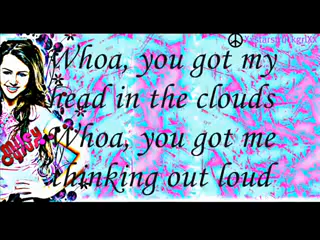 Whoa, you got my
head in the clouds
Whoa, you got me
thinking out loud